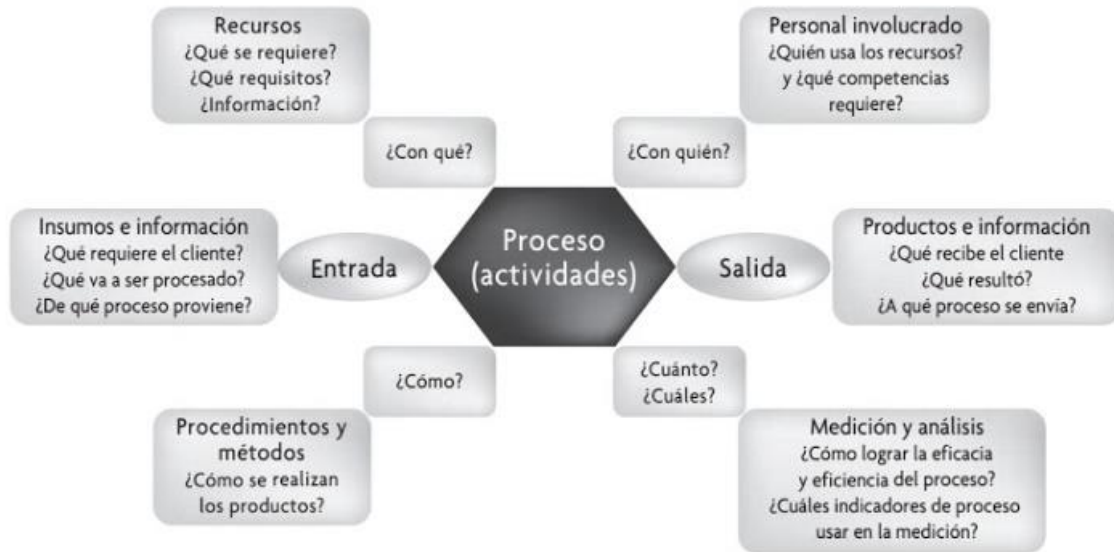 Recursos
¿Qué se requiere?
¿Qué requisitos?
¿Información?
Personal involucrado
¿Quién usa los recursos?
y ¿qué competencias
requiere?
¿Con qué?
¿Con quién?
Insumos e información
¿Qué requiere el cliente?
¿Qué va a ser procesado?
¿De qué proceso proviene?
Entrada
Proceso
(actividades)
Salida
Productos e información
¿Qué recibe el cliente
¿Qué resultó?
¿A qué proceso se envía?
¿Cómo?
¿Cuánto?
¿Cuáles?
Procedimientos y
métodos
¿Cómo se realizan
los productos?
Medición y análisis
¿Cómo lograr la eficacia
y eficiencia del proceso?
¿Cuáles indicadores de proceso
usar en la medición?